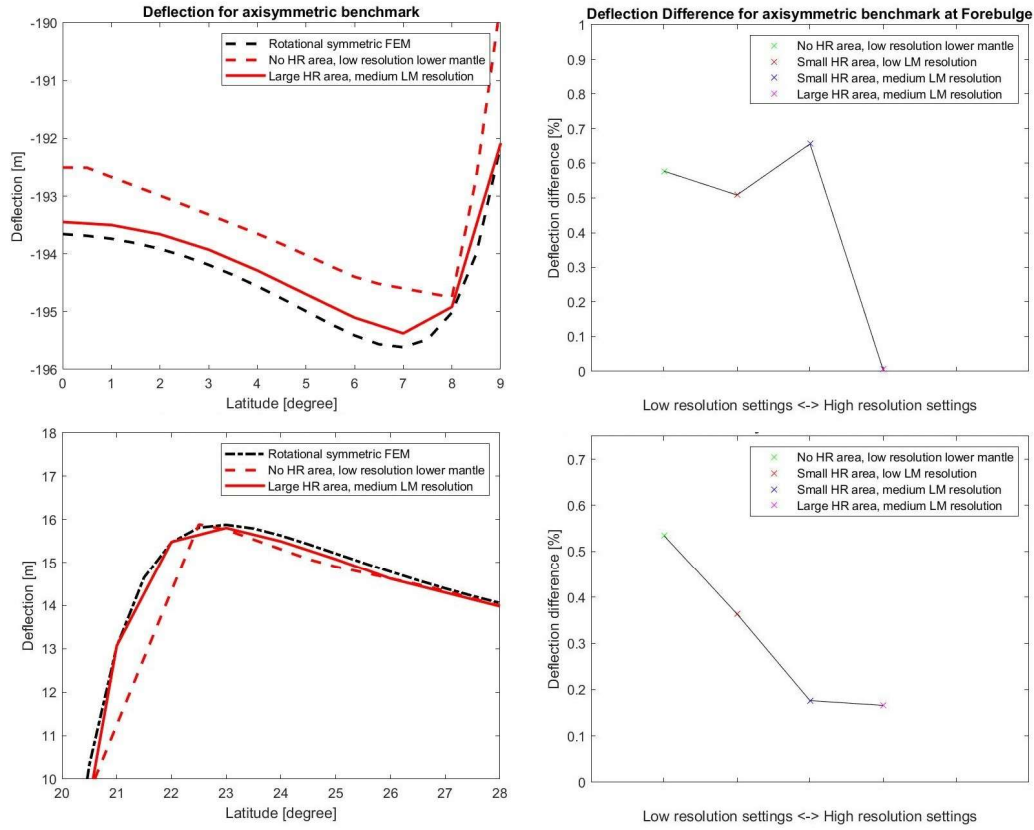 Deflection for axisymmetric benchmark
-190
-191
-192
-193
-194
-195
-196
Deflection [m]
Rotational symmetric FEM
No HR area, low resolution lower mantle
Large HR area, medium LM resolution
0 1 2 3 4 5 6 7 8 9
Latitude [degree]
Deflection Difference for axisymmetric benchmark at Forebulge
1
0.9
0.8
0.7
0.6
0.5
0.4
0.3
0.2
0.1
0
Deflection difference [%]
No HR area, low resolution lower mantle
Small HR area, low LM resolution
Small HR area, medium LM resolution
Large HR area, medium LM resolution
Low resolution settings <-> High resolution settings
18
17
16
15
14
13
12
11
10
Deflection [m]
Rotational symmetric FEM
No HR area, low resolution lower mantle
Large HR area, medium LM resolution
20 21 22 23 24 25 26 27 28
Latitude [degree]
0.7
0.6
0.5
0.4
0.3
0.2
0.1
0
Deflection difference [%]
No HR area, low resolution lower mantle
Small HR area, low LM resolution
Small HR area, medium LM resolution
Large HR area, medium LM resolution
Low resolution settings <-> High resolution settings